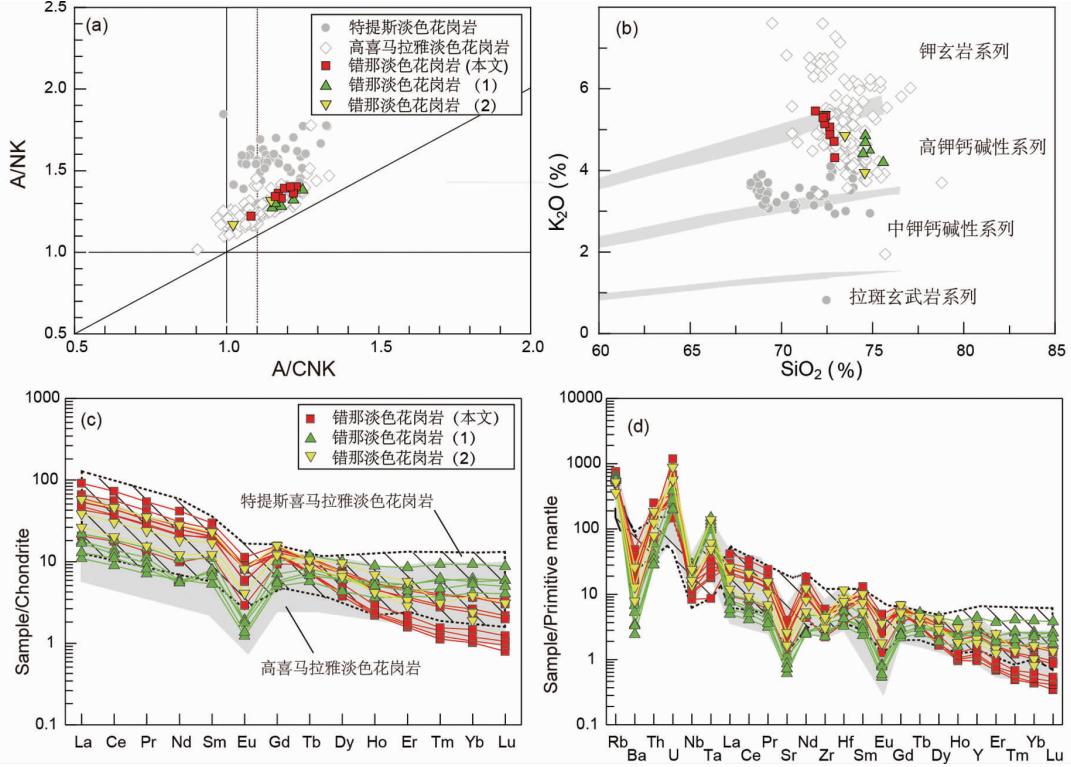 (a)
特提斯淡色花岗岩
高喜马拉雅淡色花岗岩
错那淡色花岗岩 (本文)
错那淡色花岗岩 (1)
错那淡色花岗岩 (2)
2.5
2.0
1.5
1.0
0.5
A/NK
0.5
1.0
1.5
2.0
A/CNK
(b)
钾玄岩系列
高钾钙碱性系列
中钾钙碱性系列
拉斑玄武岩系列
8
6
4
2
0
K₂O (%)
60
65
70
75
80
85
SiO₂ (%)
(c)
错那淡色花岗岩 (本文)
错那淡色花岗岩 (1)
错那淡色花岗岩 (2)
特提斯喜马拉雅淡色花岗岩
高喜马拉雅淡色花岗岩
1000
100
10
1
0.1
Sample/Chondrite
La Ce Pr Nd Sm Eu Gd Tb Dy Ho Er Tm Yb Lu
(d)
10000
1000
100
10
1
0.1
Sample/Primitive mantle
Rb Th Nb La Pr Nd Hf Eu Tb Ho Er Yb
Ba U Ta Ce Sr Zr Sm Gd Dy Y Tm Lu